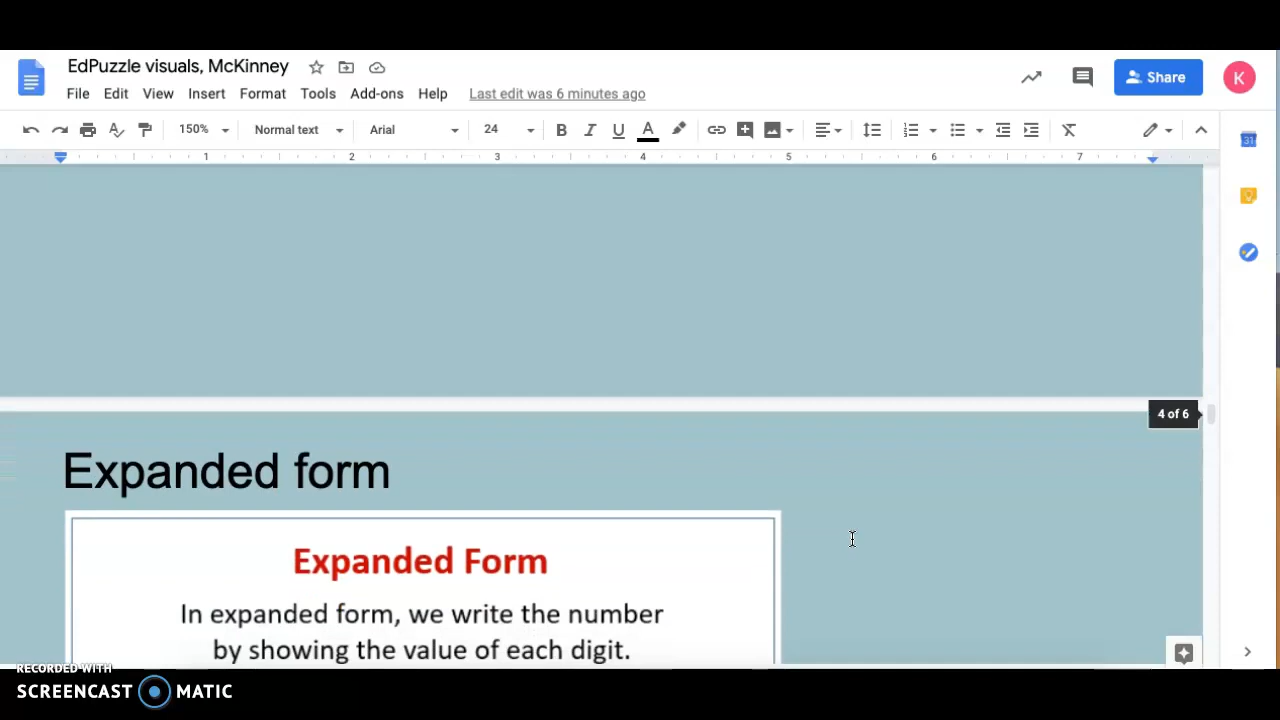 EdPuzzle visuals, McKinney
File Edit View Insert Format Tools Add-ons Help Last edit was 6 minutes ago
Share
K
150% Normal text Arial 24 B I U A
1 2 3 4 5 6 7
31
4 of 6
Expanded form
Expanded Form
In expanded form, we write the number
by showing the value of each digit.
RECORDED WITH
SCREENCAST MATIC